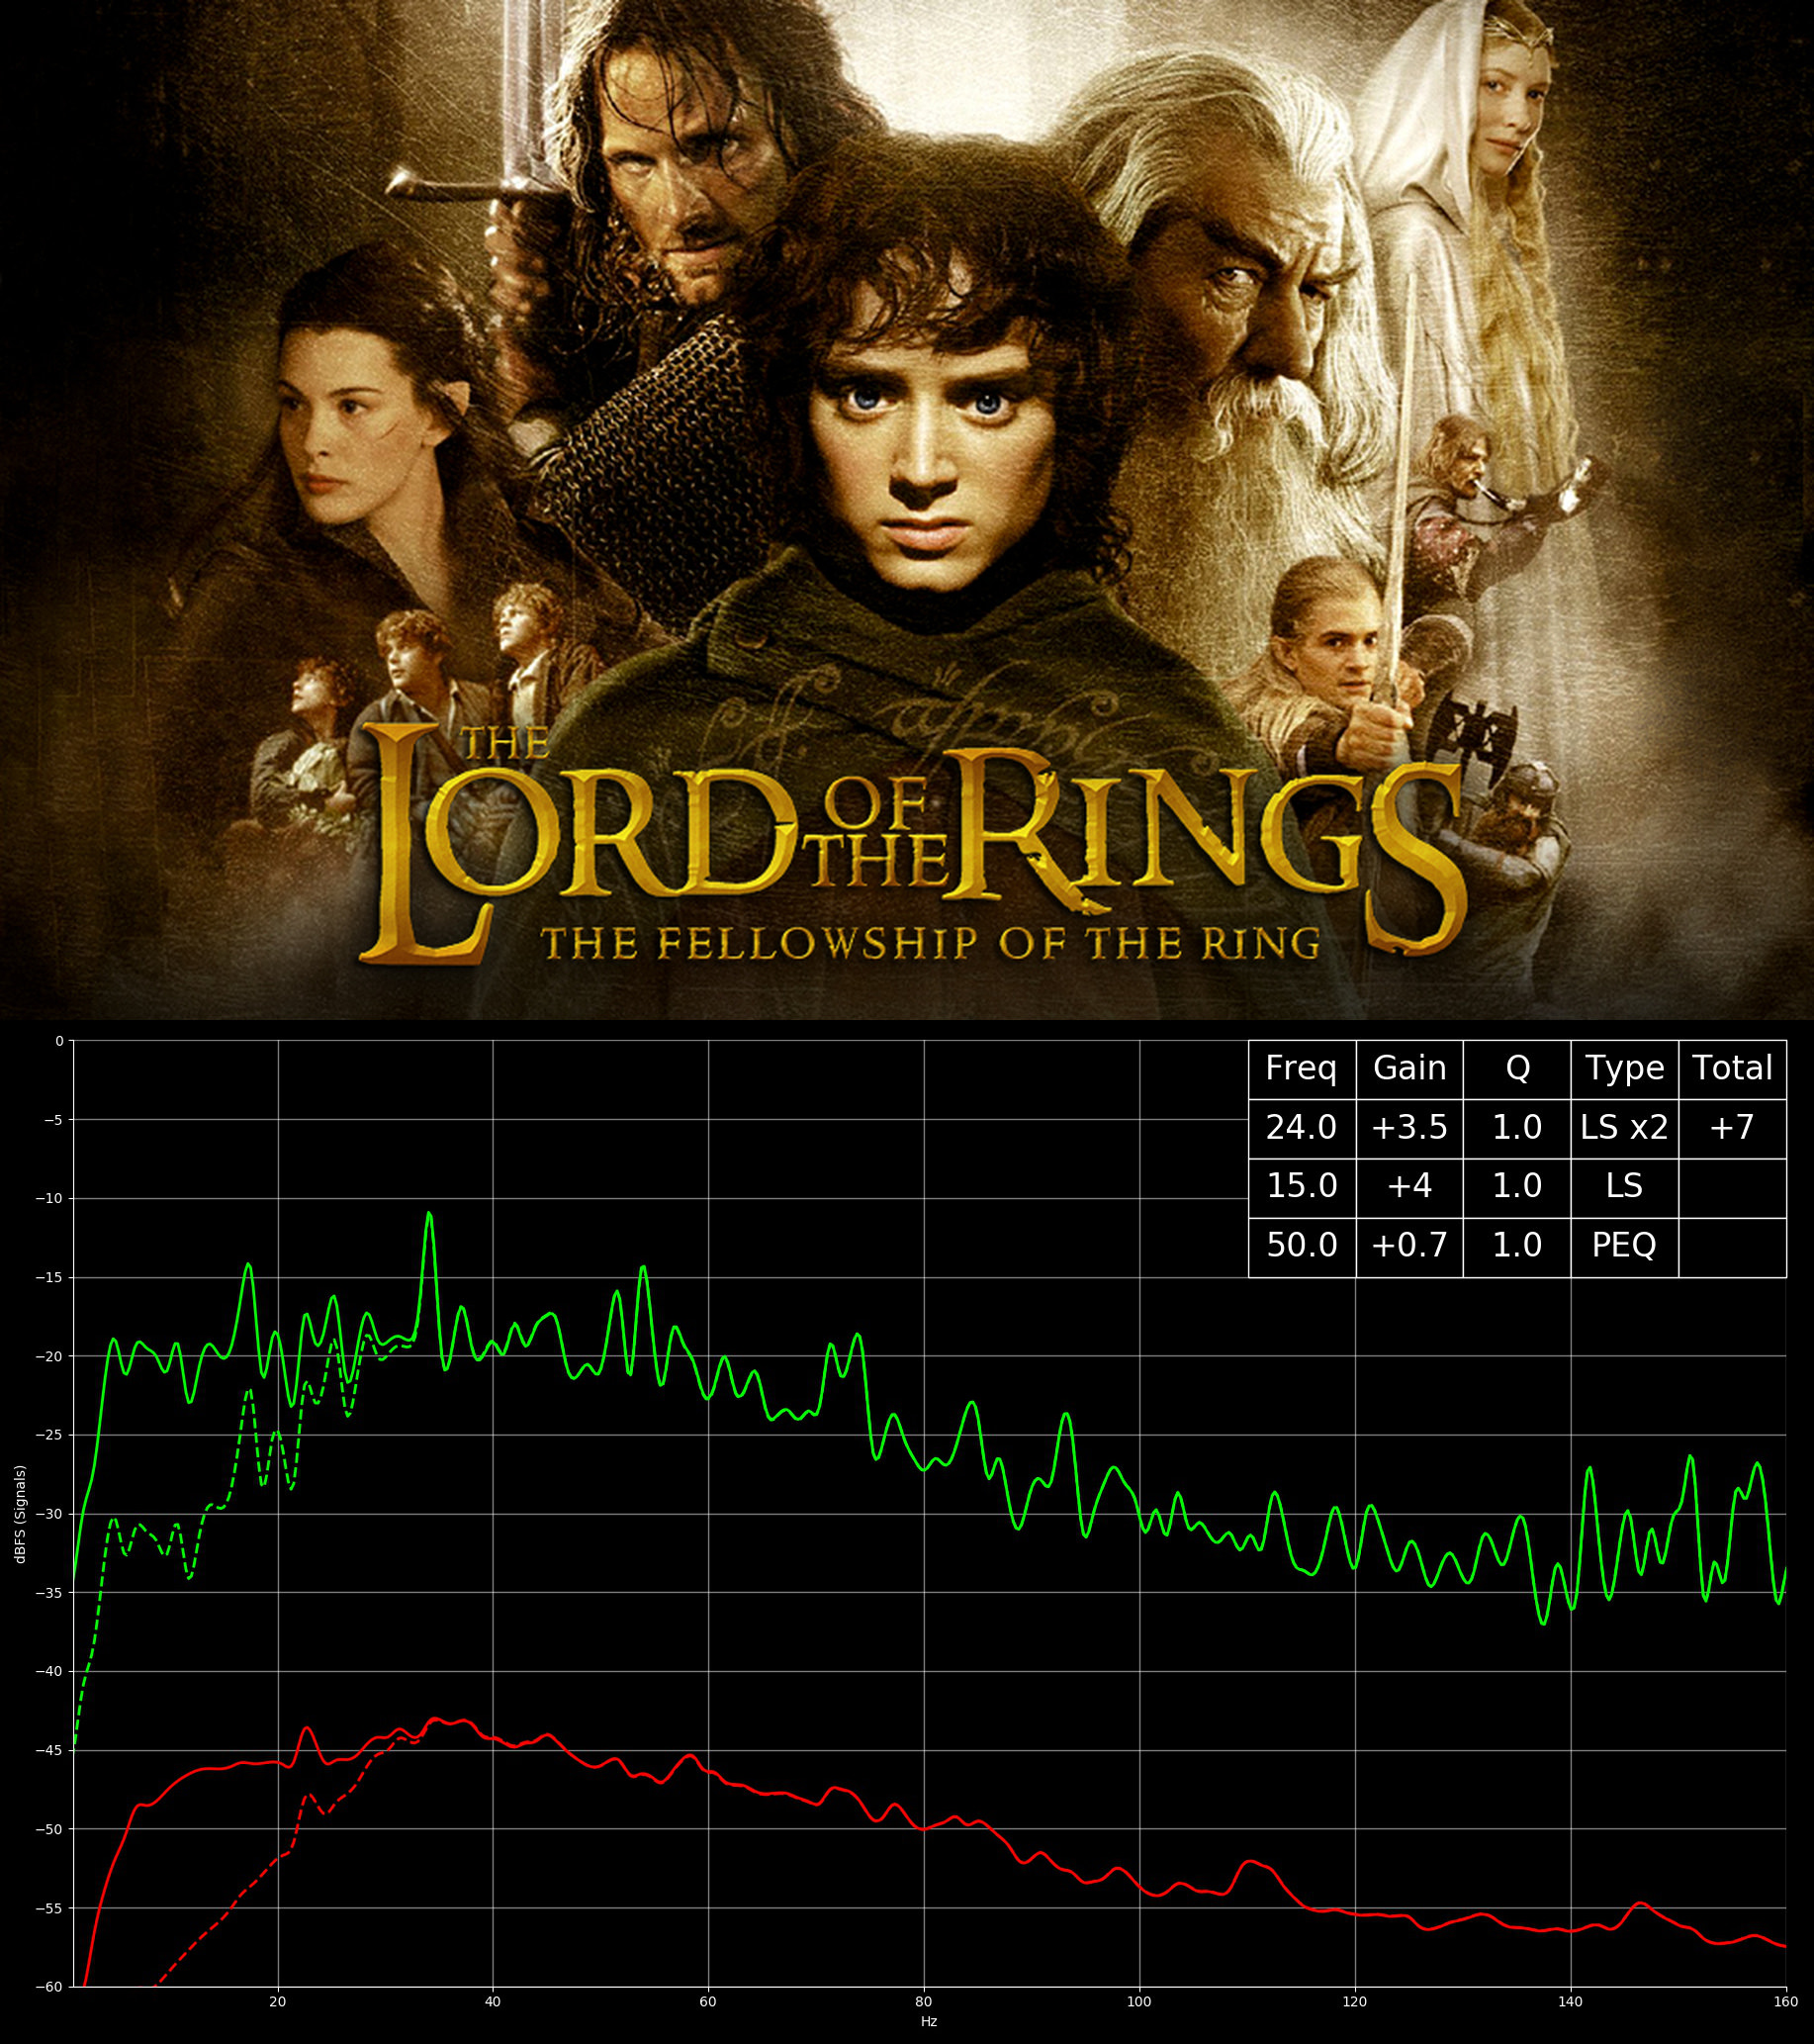 THE
LORD OF THE RINGS
THE FELLOWSHIP OF THE RING
Freq Gain Q Type Total
24.0 +3.5 1.0 LS x2 +7
15.0 +4 1.0 LS
50.0 +0.7 1.0 PEQ
0
−5
−10
−15
−20
−25
−30
−35
−40
−45
−50
−55
−60
dBFS (Signals)
20 40 60 80 100 120 140 160
Hz